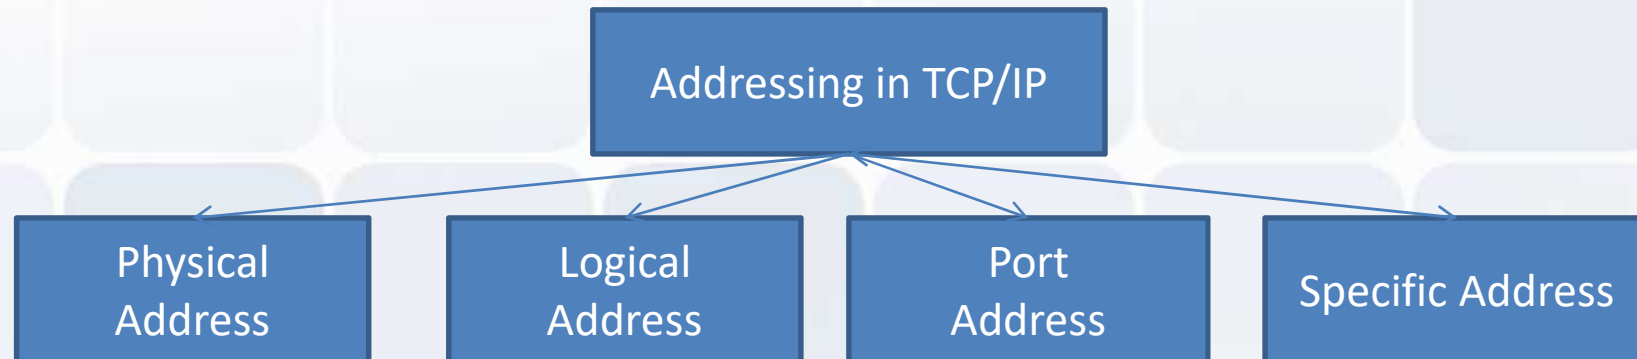 Addressing in TCP/IP
Physical
Address
Logical
Address
Port
Address
Specific Address